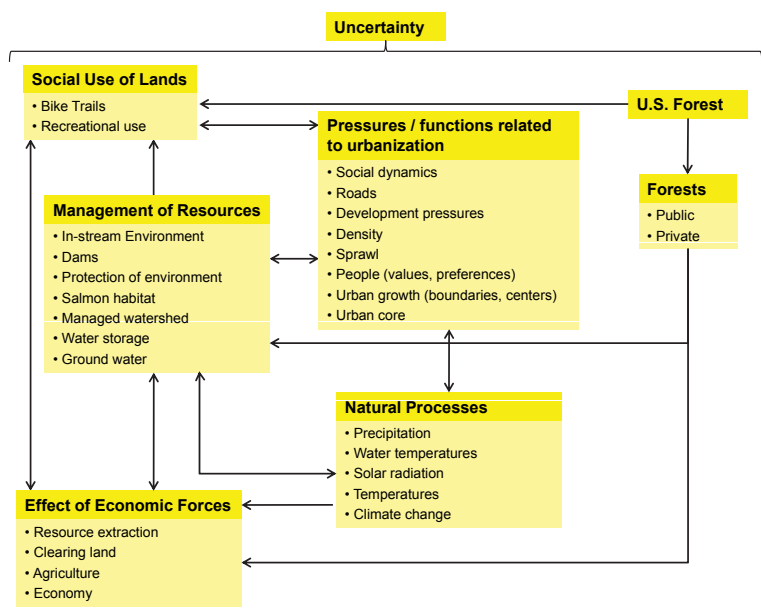 Uncertainty
Social Use of Lands
• Bike Trails
• Recreational use
U.S. Forest
Pressures / functions related
to urbanization
• Social dynamics
• Roads
• Development pressures
• Density
• Sprawl
• People (values, preferences)
• Urban growth (boundaries, centers)
• Urban core
Forests
• Public
• Private
Management of Resources
• In-stream Environment
• Dams
• Protection of environment
• Salmon habitat
• Managed watershed
• Water storage
• Ground water
Natural Processes
• Precipitation
• Water temperatures
• Solar radiation
• Temperatures
• Climate change
Effect of Economic Forces
• Resource extraction
• Clearing land
• Agriculture
• Economy